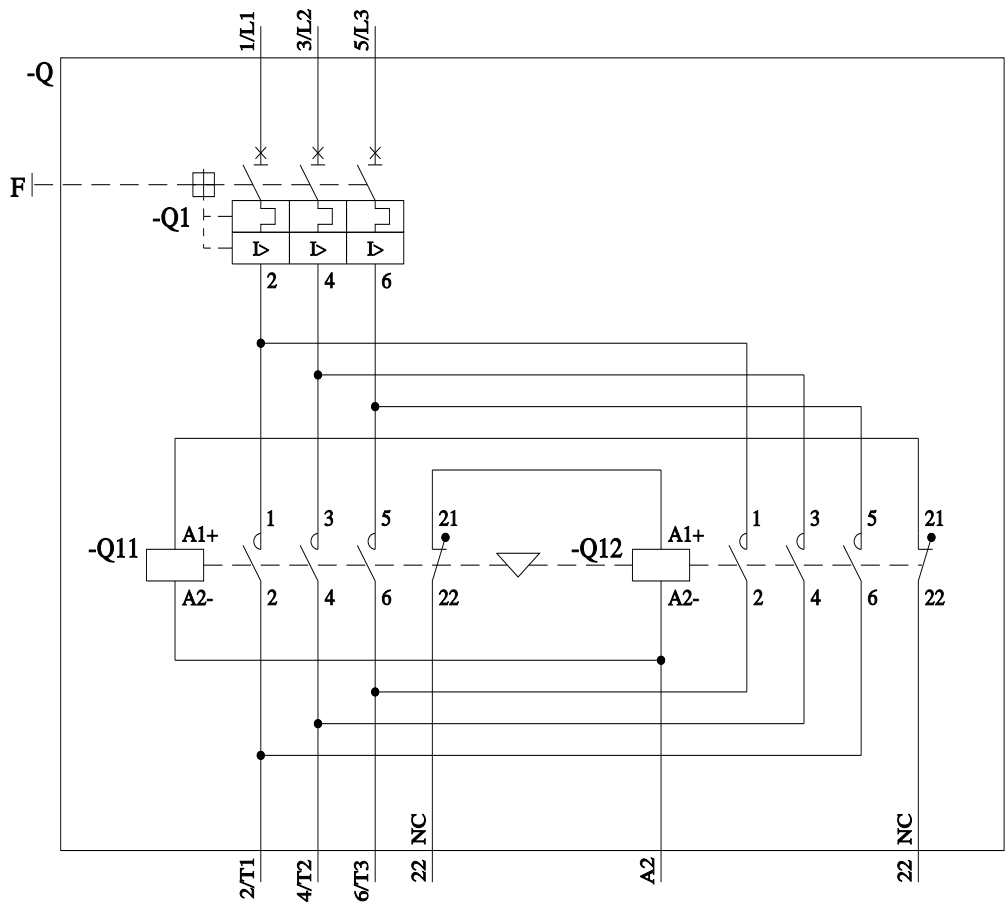 1/L1 3/L2 5/L3
-Q
F
-Q1
I> I> I>
2 4 6
1 3 5 21 1 3 5 21
A1+ A1+
-Q11 -Q12
A2- A2-
2 4 6 22 2 4 6 22
NC NC
2/T1 4/T2 6/T3 22 A2 22